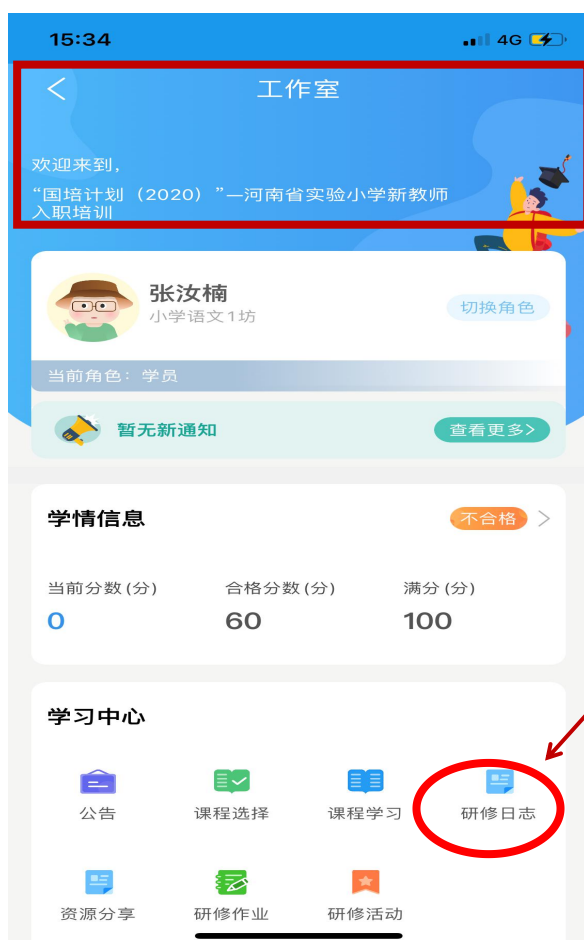 15:34
4G
工作室
欢迎来到,
“国培计划（2020）”—河南省实验小学新教师
入职培训
张汝楠
小学语文1坊
切换角色
当前角色：学员
暂无新通知
查看更多>
学情信息
不合格
当前分数(分) 合格分数(分) 满分(分)
0 60 100
学习中心
公告 课程选择 课程学习 研修日志
资源分享 研修作业 研修活动